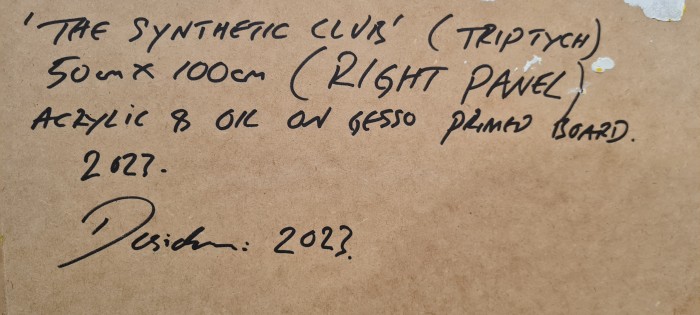 'THE SYNTHETIC CLUB' (TRIPTYCH)
50cm X 100cm (RIGHT PANEL)
ACRYLIC & OIL ON GESSO PRIMED BOARD.
2023.
2023.